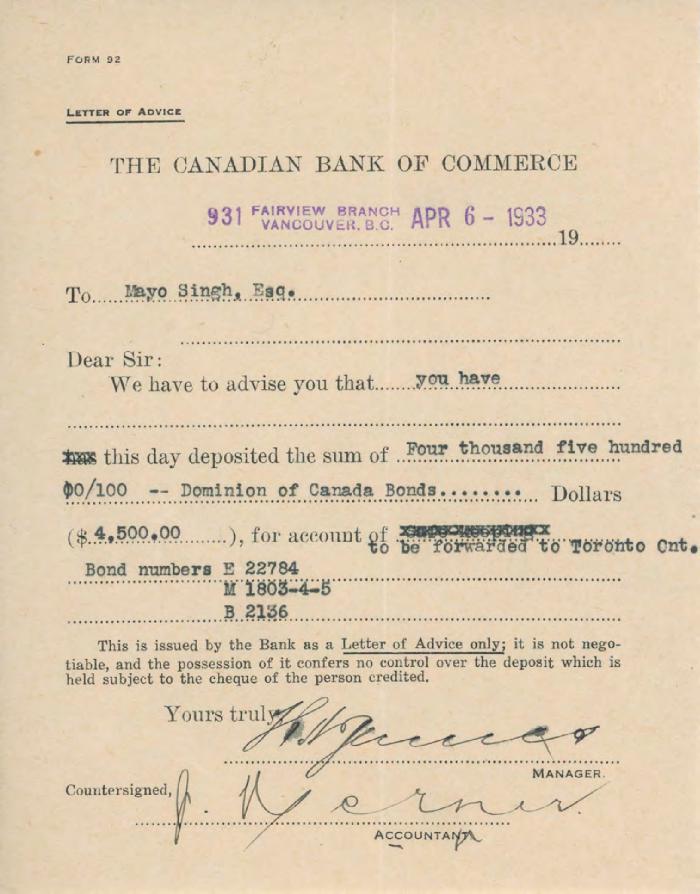 FORM 92
LETTER OF ADVICE
THE CANADIAN BANK OF COMMERCE
931 FAIRVIEW BRANCH VANCOUVER, B.C. APR 6 - 1933
19
To Mayo Singh, Esq.
Dear Sir:
We have to advise you that you have
this day deposited the sum of Four thousand five hundred
00/100 -- Dominion of Canada Bonds........ Dollars
($ 4,500.00 ), for account of
to be forwarded to Toronto Ont.
Bond numbers E 22784
M 1803-4-5
B 2136
This is issued by the Bank as a Letter of Advice only; it is not nego-
tiable, and the possession of it confers no control over the deposit which is
held subject to the cheque of the person credited.
Yours truly
MANAGER.
Countersigned, J. Verner.
ACCOUNTANT